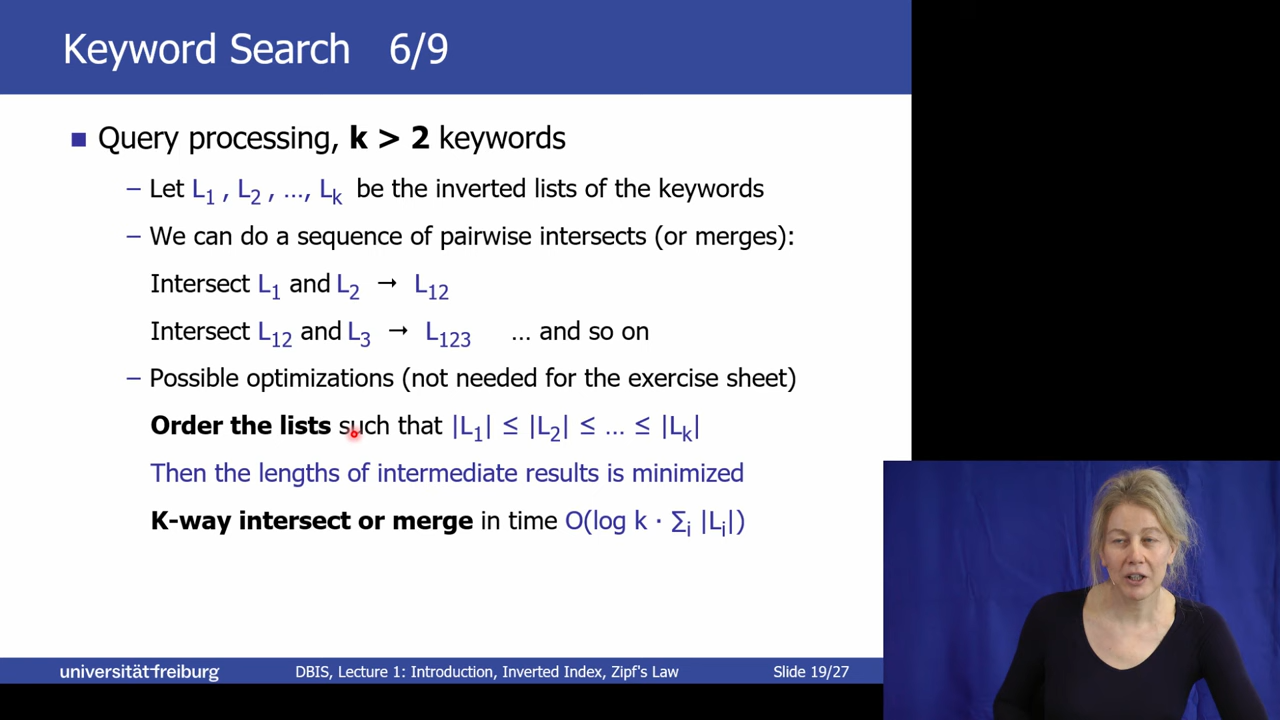 Keyword Search 6/9
Query processing, k > 2 keywords
– Let L1 , L2 , ..., Lk be the inverted lists of the keywords
– We can do a sequence of pairwise intersects (or merges):
Intersect L1 and L2 → L12
Intersect L12 and L3 → L123 ... and so on
– Possible optimizations (not needed for the exercise sheet)
Order the lists such that |L1| ≤ |L2| ≤ ... ≤ |Lk|
Then the lengths of intermediate results is minimized
K-way intersect or merge in time O(log k · Σi |Li|)
universität freiburg DBIS, Lecture 1: Introduction, Inverted Index, Zipf's Law Slide 19/27